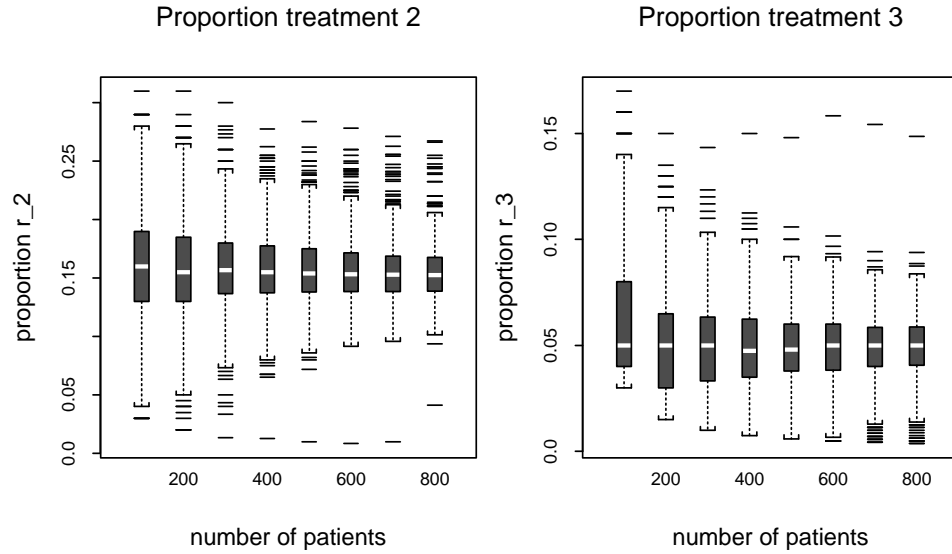 Proportion treatment 2
proportion r_2
0.0
0.05
0.15
0.25
200
400
600
800
number of patients
Proportion treatment 3
proportion r_3
0.0
0.05
0.10
0.15
200
400
600
800
number of patients